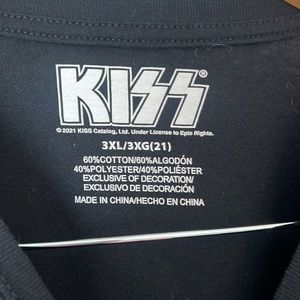 KISS®
© 2021 KISS Catalog, Ltd. Under License to Epic Rights.
3XL/3XG(21)
60%COTTON/60%ALGODÓN
40%POLYESTER/40%POLIÉSTER
EXCLUSIVE OF DECORATION/
EXCLUSIVO DE DECORACIÓN
MADE IN CHINA/HECHO EN CHINA